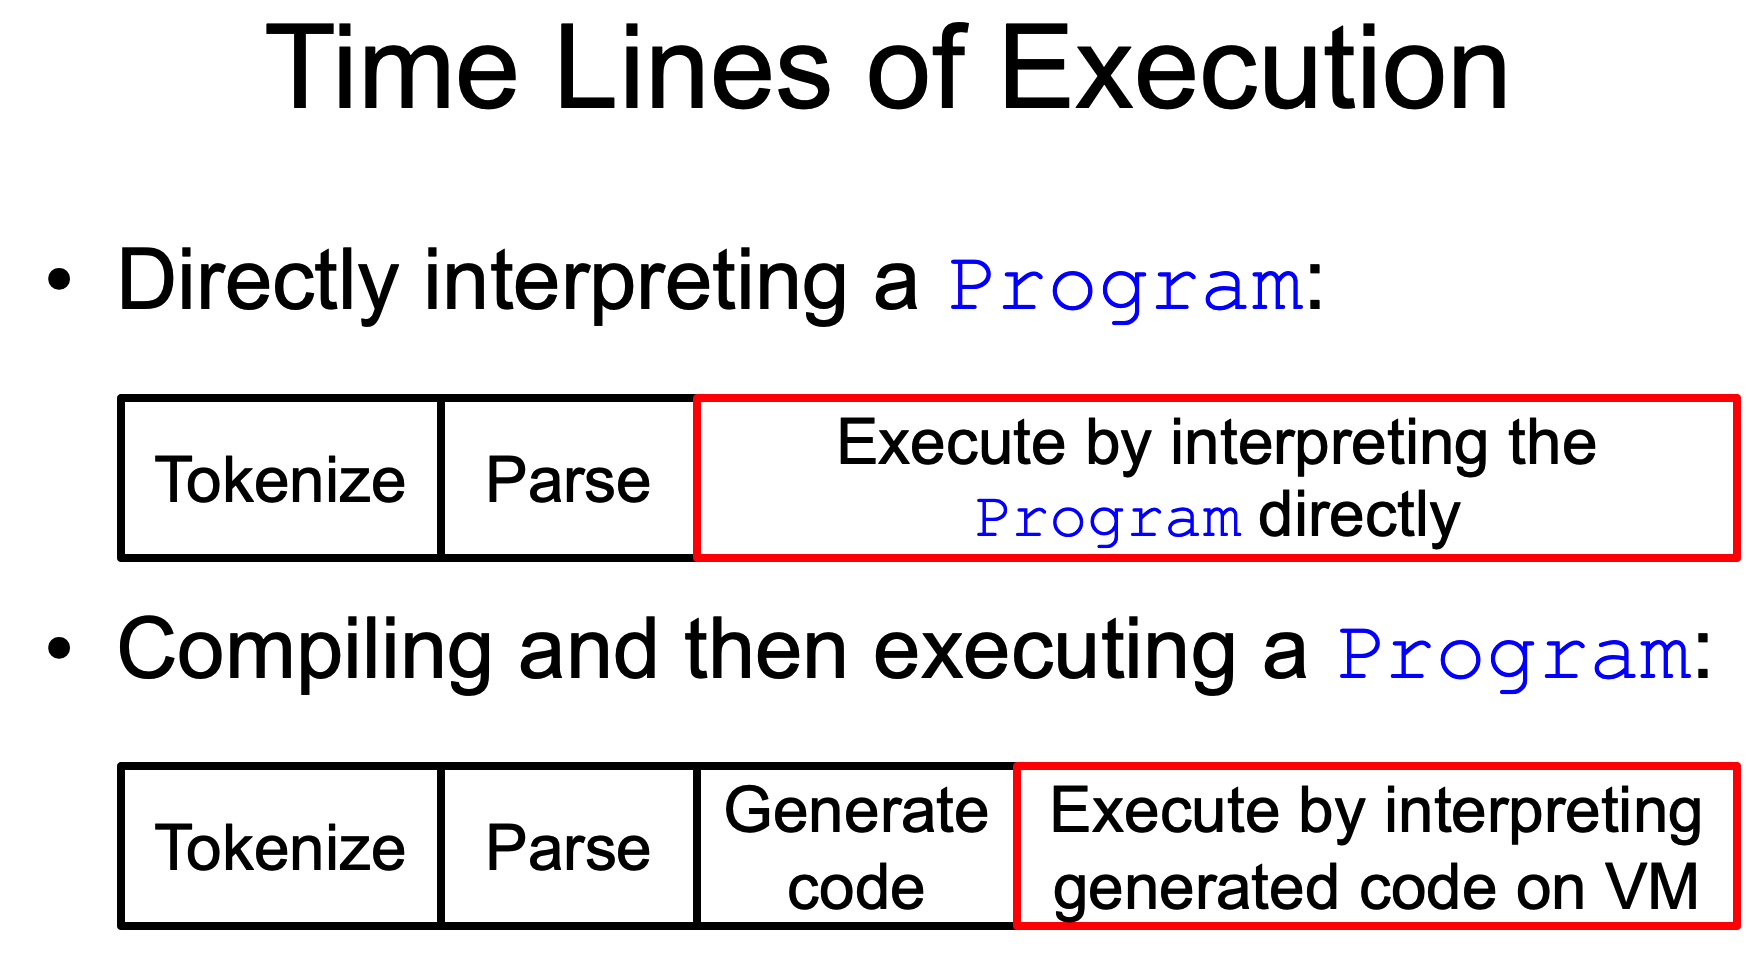 Time Lines of Execution
• Directly interpreting a Program:
Tokenize
Parse
Execute by interpreting the
Program directly
• Compiling and then executing a Program:
Tokenize
Parse
Generate
code
Execute by interpreting
generated code on VM